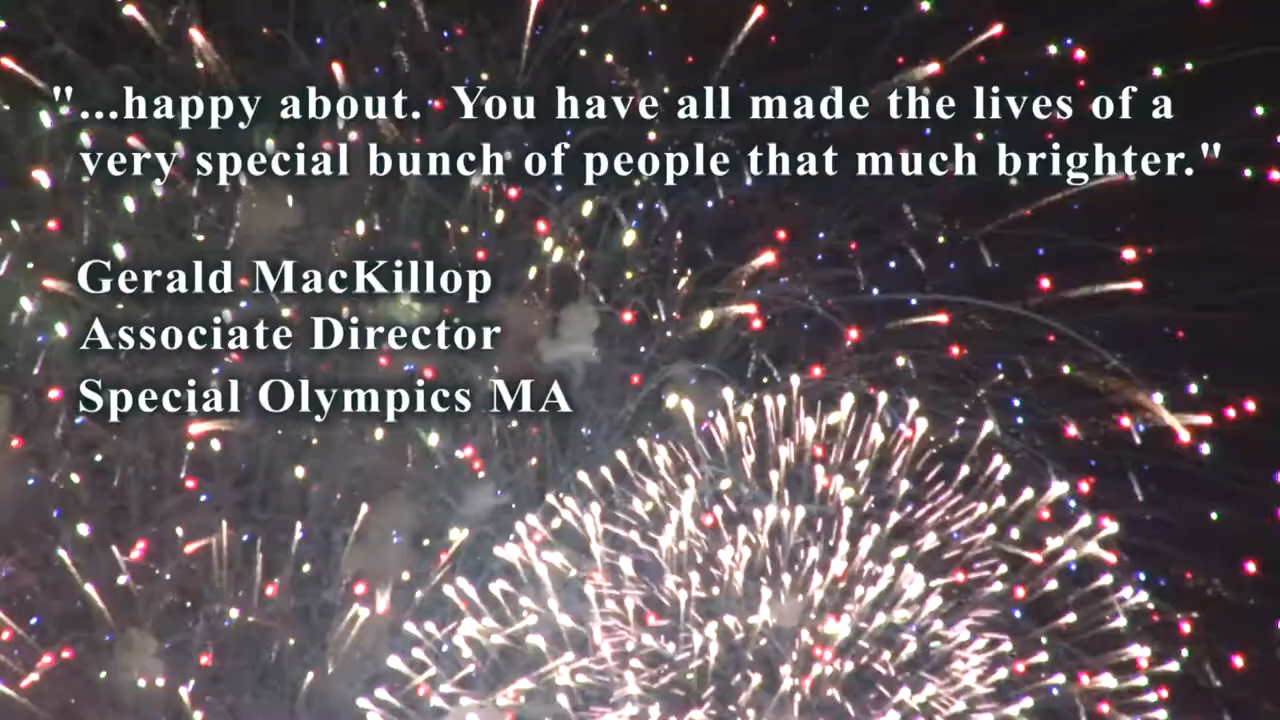 "...happy about.  You have all made the lives of a
very special bunch of people that much brighter."
Gerald MacKillop
Associate Director
Special Olympics MA